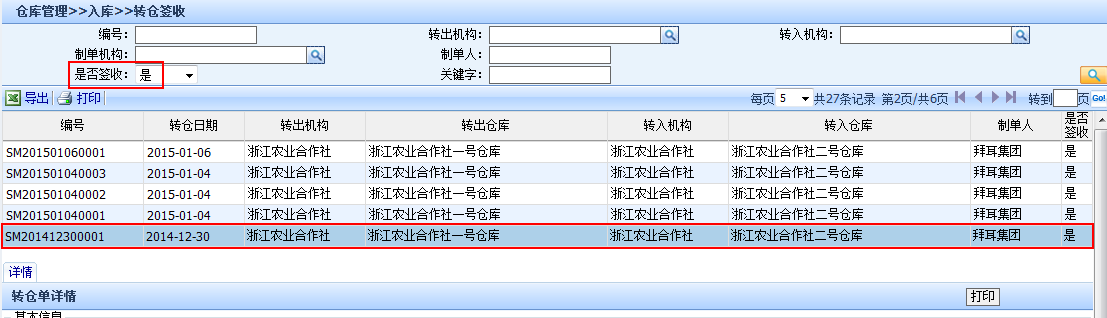 仓库管理>>入库>>转仓签收
编号： 转出机构： 转入机构：
制单机构： 制单人：
是否签收： 是 关键字：
导出 打印 每页 5 共27条记录 第2页/共6页 转到 页 Go!
编号 转仓日期 转出机构 转出仓库 转入机构 转入仓库 制单人 是否签收
SM201501060001 2015-01-06 浙江农业合作社 浙江农业合作社一号仓库 浙江农业合作社 浙江农业合作社二号仓库 拜耳集团 是
SM201501040003 2015-01-04 浙江农业合作社 浙江农业合作社一号仓库 浙江农业合作社 浙江农业合作社二号仓库 拜耳集团 是
SM201501040002 2015-01-04 浙江农业合作社 浙江农业合作社一号仓库 浙江农业合作社 浙江农业合作社二号仓库 拜耳集团 是
SM201501040001 2015-01-04 浙江农业合作社 浙江农业合作社一号仓库 浙江农业合作社 浙江农业合作社二号仓库 拜耳集团 是
SM201412300001 2014-12-30 浙江农业合作社 浙江农业合作社一号仓库 浙江农业合作社 浙江农业合作社二号仓库 拜耳集团 是
详情
转仓单详情 打印
基本信息